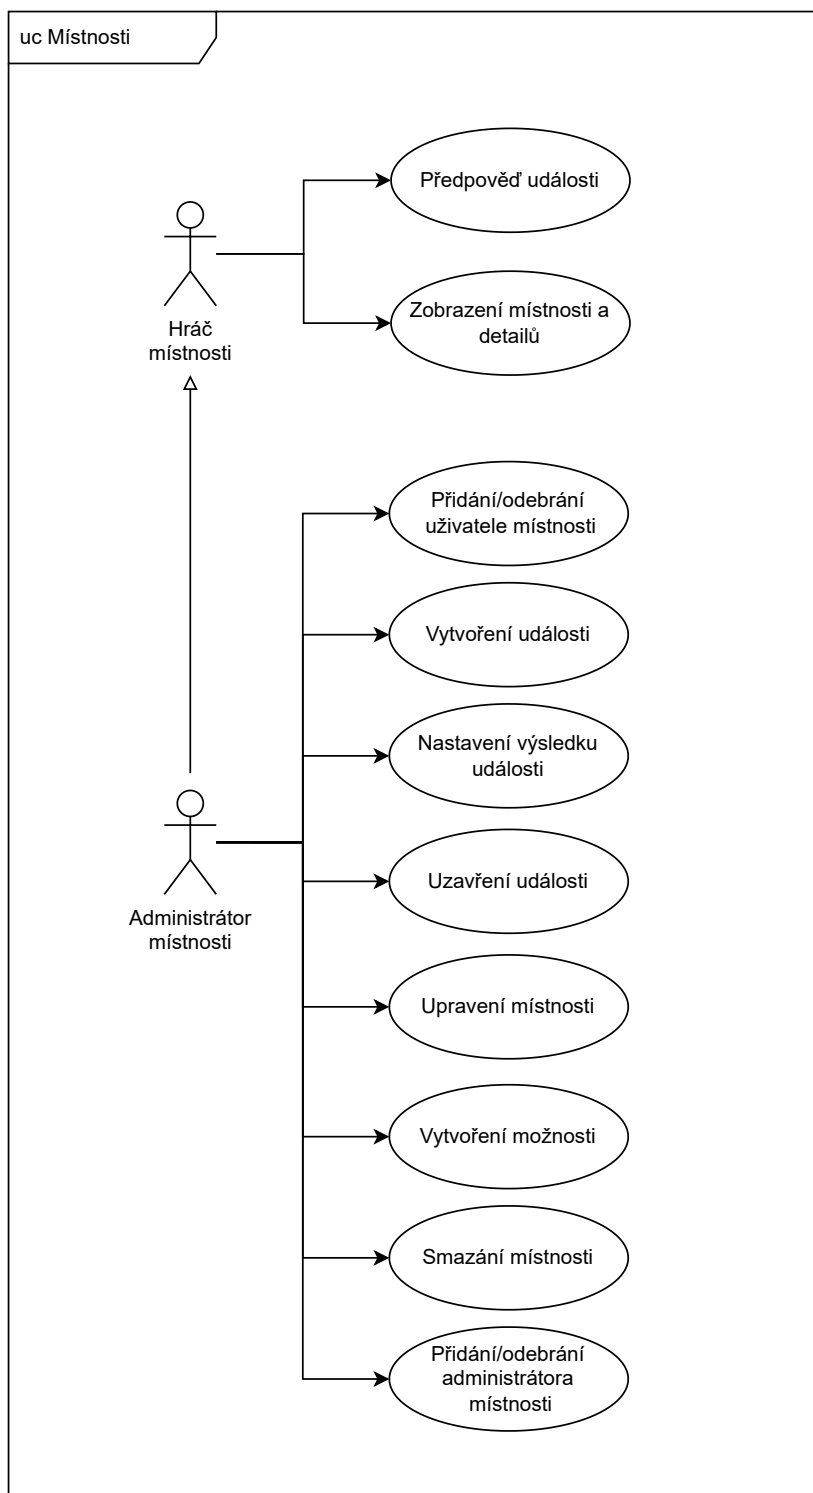 uc Místnosti
Předpověď události
Hráč
místnosti
Zobrazení místnosti a
detailů
Přidání/odebrání
uživatele místnosti
Vytvoření události
Nastavení výsledku
události
Administrátor
místnosti
Uzavření události
Upravení místnosti
Vytvoření možnosti
Smazání místnosti
Přidání/odebrání
administrátora
místnosti